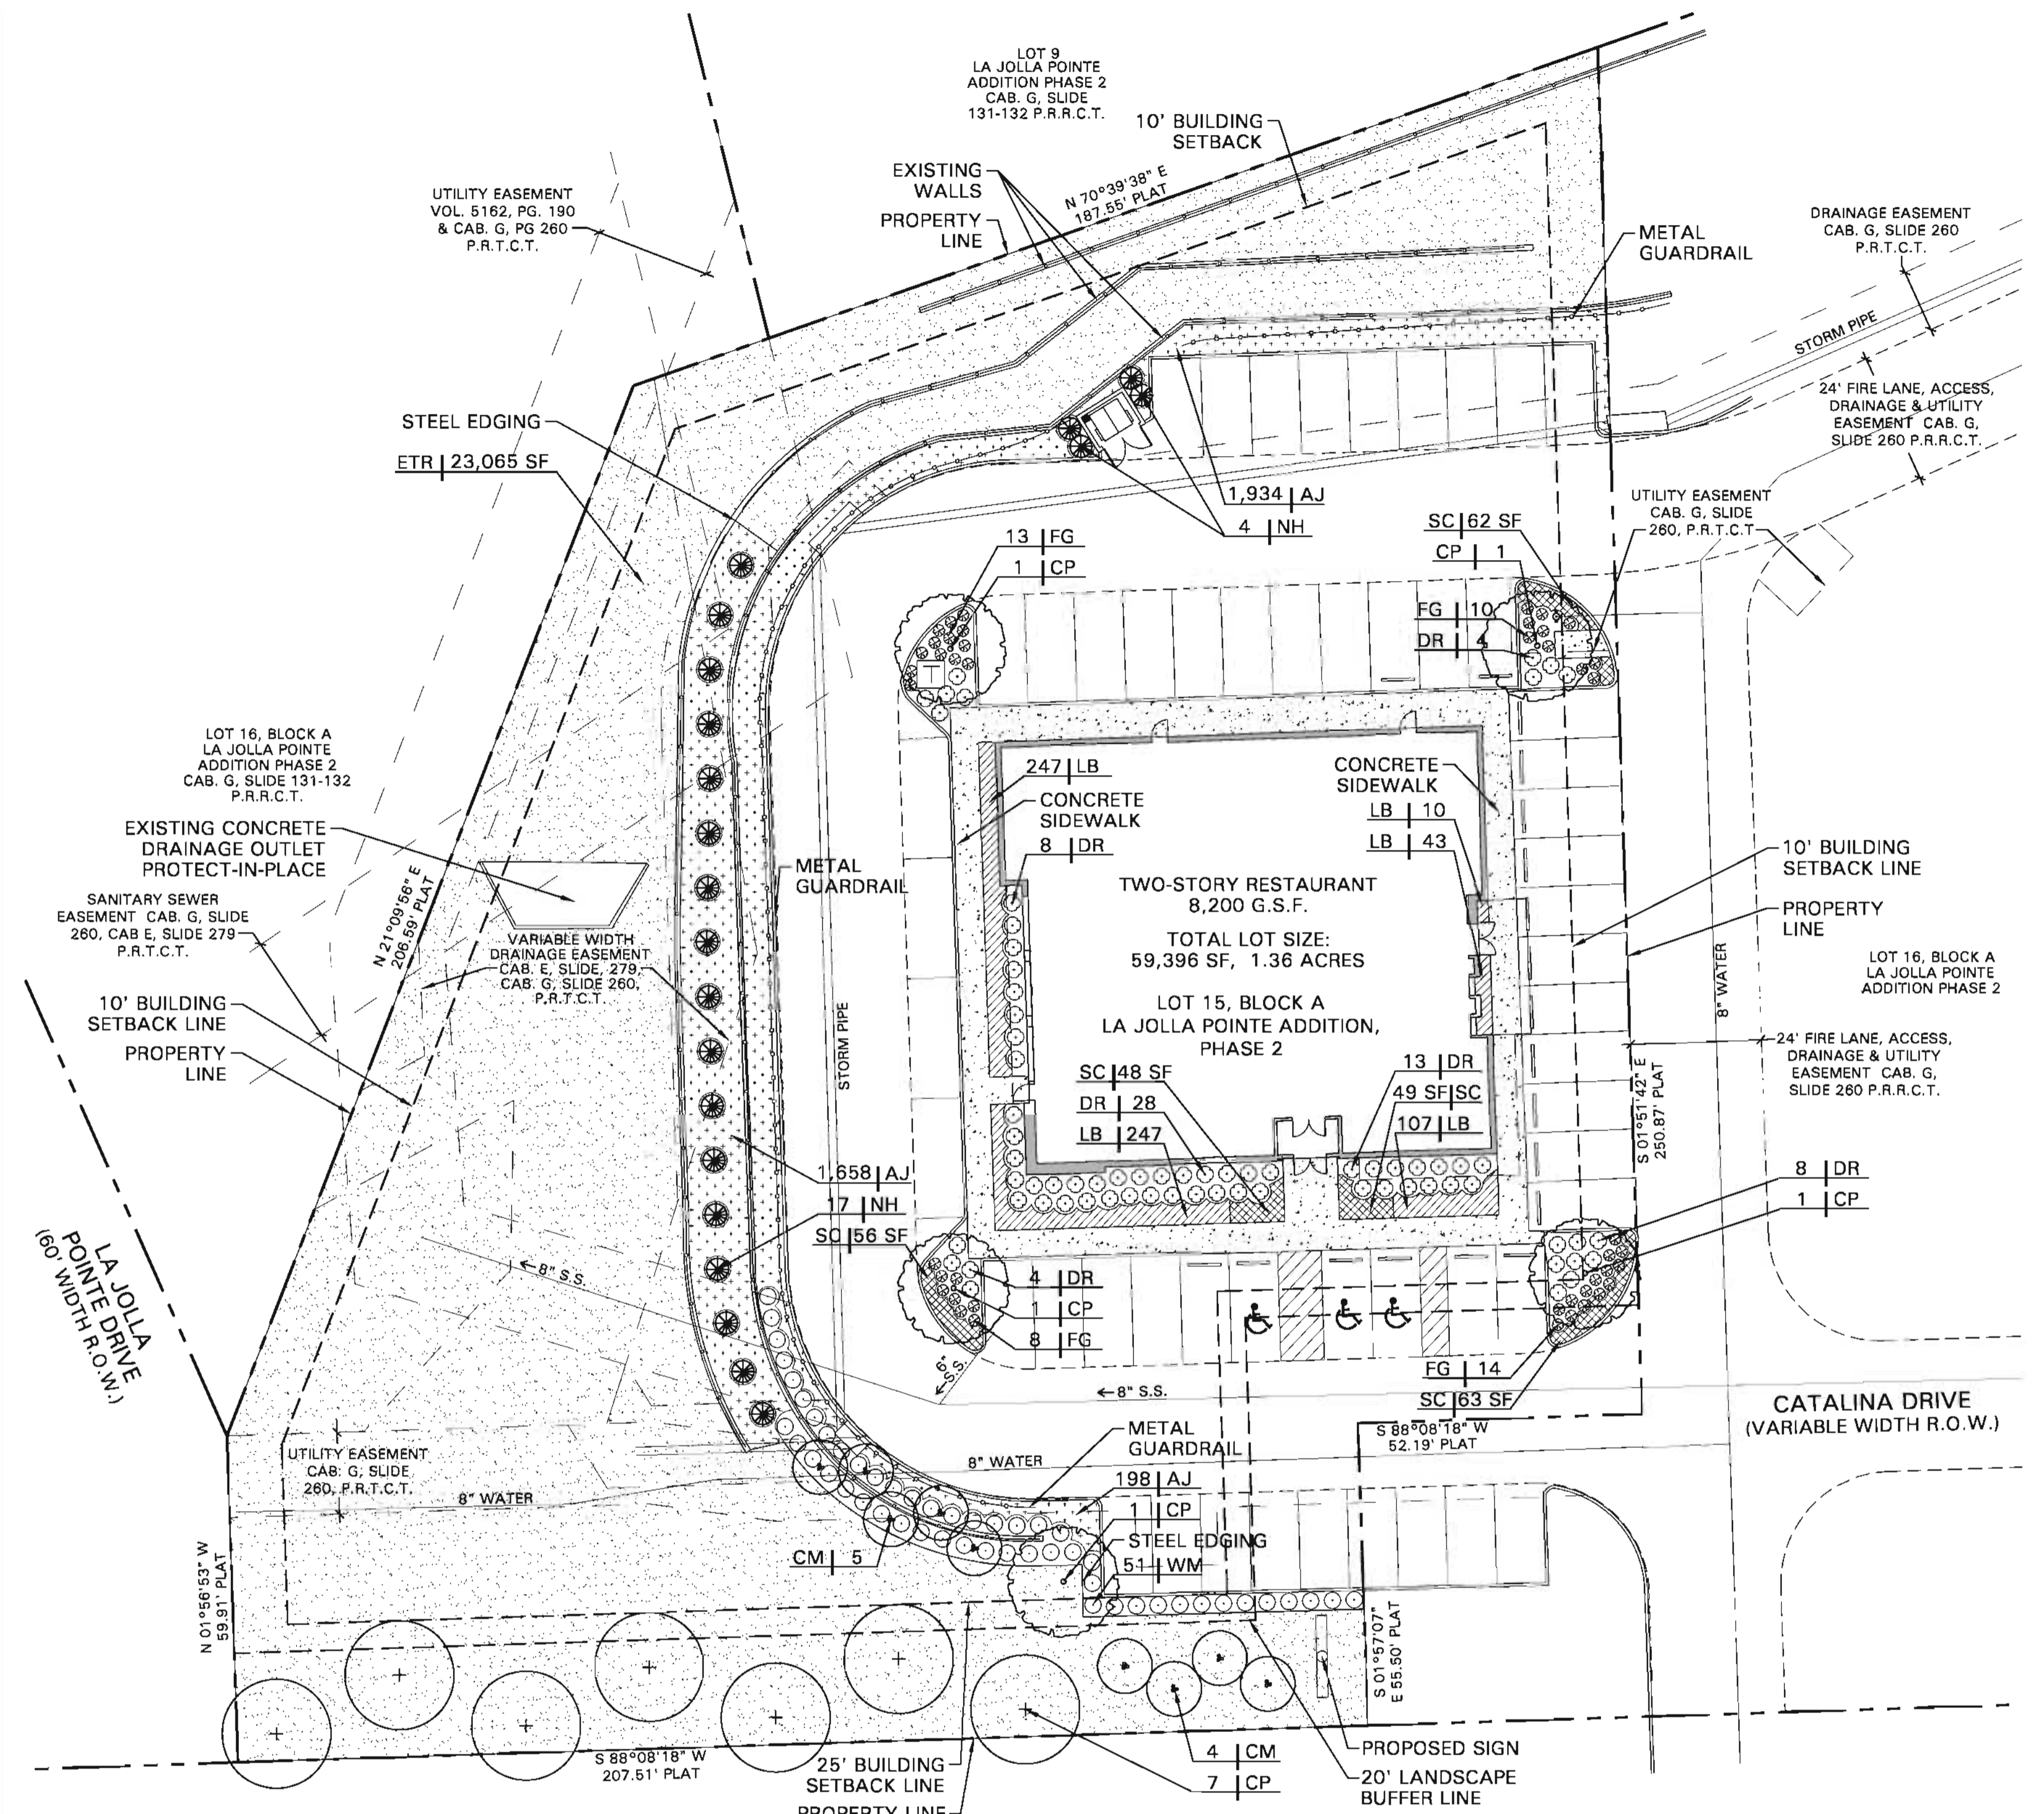 LOT 9
LA JOLLA POINTE
ADDITION PHASE 2
CAB. G, SLIDE
131-132 P.R.R.C.T.
10' BUILDING
SETBACK
EXISTING
WALLS
N 70°39'38" E
187.55' PLAT
PROPERTY
LINE
UTILITY EASEMENT
VOL. 5162, PG. 190
& CAB. G, PG 260
P.R.T.C.T.
METAL
GUARDRAIL
DRAINAGE EASEMENT
CAB. G, SLIDE 260
P.R.T.C.T.
STORM PIPE
24' FIRE LANE, ACCESS,
DRAINAGE & UTILITY
EASEMENT CAB. G,
SLIDE 260 P.R.R.C.T.
STEEL EDGING
ETR 23,065 SF
1,934 AJ
4 NH
UTILITY EASEMENT
CAB. G, SLIDE
260, P.R.T.C.T
SC 62 SF
CP 1
FG 10
DR 4
13 FG
1 CP
LOT 16, BLOCK A
LA JOLLA POINTE
ADDITION PHASE 2
CAB. G, SLIDE 131-132
P.R.R.C.T.
EXISTING CONCRETE
DRAINAGE OUTLET
PROTECT-IN-PLACE
SANITARY SEWER
EASEMENT CAB. G, SLIDE
260, CAB E, SLIDE 279
P.R.T.C.T.
N 21°09'56" E
206.59' PLAT
VARIABLE WIDTH
DRAINAGE EASEMENT
CAB. E, SLIDE, 279,
CAB. G, SLIDE 260,
P.R.T.C.T.
10' BUILDING
SETBACK LINE
PROPERTY
LINE
METAL
GUARDRAIL
STORM PIPE
247 LB
CONCRETE
SIDEWALK
8 DR
CONCRETE
SIDEWALK
LB 10
LB 43
TWO-STORY RESTAURANT
8,200 G.S.F.
TOTAL LOT SIZE:
59,396 SF, 1.36 ACRES
LOT 15, BLOCK A
LA JOLLA POINTE ADDITION,
PHASE 2
SC 48 SF
DR 28
LB 247
13 DR
49 SF SC
107 LB
10' BUILDING
SETBACK LINE
PROPERTY
LINE
8" WATER
LOT 16, BLOCK A
LA JOLLA POINTE
ADDITION PHASE 2
24' FIRE LANE, ACCESS,
DRAINAGE & UTILITY
EASEMENT CAB. G,
SLIDE 260 P.R.R.C.T.
S 01°51'42" E
250.87' PLAT
8 DR
1 CP
1,658 AJ
17 NH
SC 56 SF
4 DR
1 CP
8 FG
8" S.S.
6"
S.S.
8" S.S.
FG 14
SC 63 SF
LA JOLLA
POINTE DRIVE
(60' WIDTH R.O.W.)
CATALINA DRIVE
(VARIABLE WIDTH R.O.W.)
S 88°08'18" W
52.19' PLAT
METAL
GUARDRAIL
8" WATER
UTILITY EASEMENT
CAB. G, SLIDE
260, P.R.T.C.T.
8" WATER
198 AJ
1 CP
STEEL EDGING
51 WM
CM 5
N 01°56'53" W
59.91' PLAT
S 01°57'07"
E 55.50' PLAT
S 88°08'18" W
207.51' PLAT
25' BUILDING
SETBACK LINE
PROPERTY LINE
4 CM
7 CP
PROPOSED SIGN
20' LANDSCAPE
BUFFER LINE